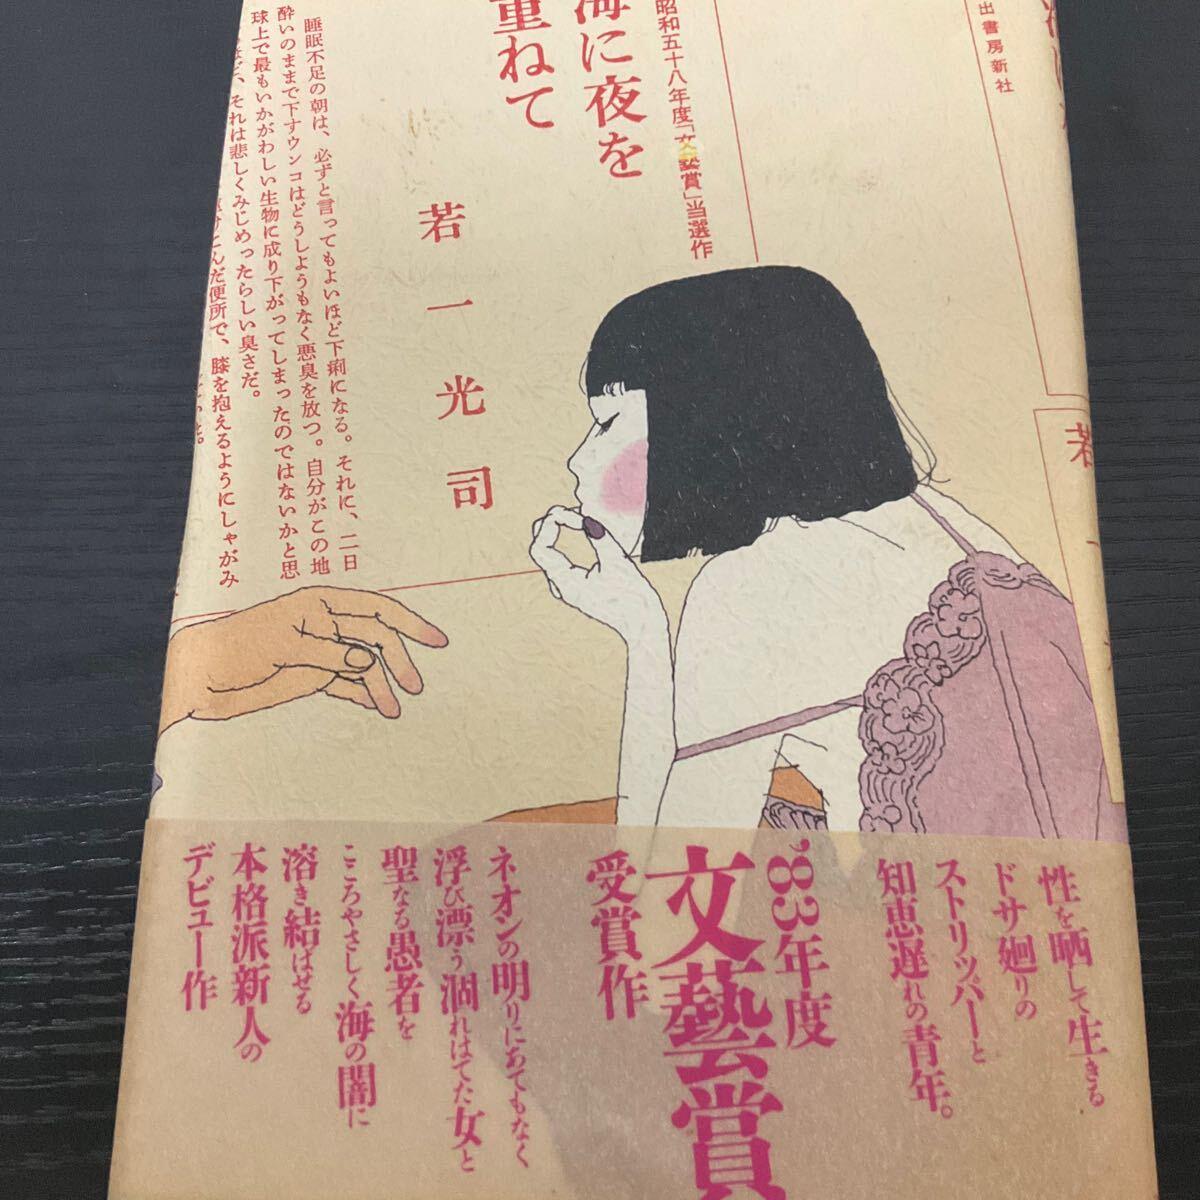 出書房新社
昭和五十八年度「文藝賞」当選作
海に夜を
重ねて
若一光司
睡眠不足の朝は、必ずと言ってもよいほど下痢になる。それに、二日
酔いのままで下すウンコはどうしようもなく悪臭を放つ。自分がこの地
球上で最もいかがわしい生物に成り下がってしまったのではないかと思
それは悲しくみじめったらしい臭さだ。
んだ便所で、膝を抱えるようにしゃがみ
若
性を晒して生きる
ドサ廻りの
ストリッパーと
知恵遅れの青年。
'83年度
文藝賞
受賞作
ネオンの明りにあてもなく
浮び漂う涸れはてた女と
聖なる愚者を
こころやさしく海の闇に
溶き結ばせる
本格派新人の
デビュー作